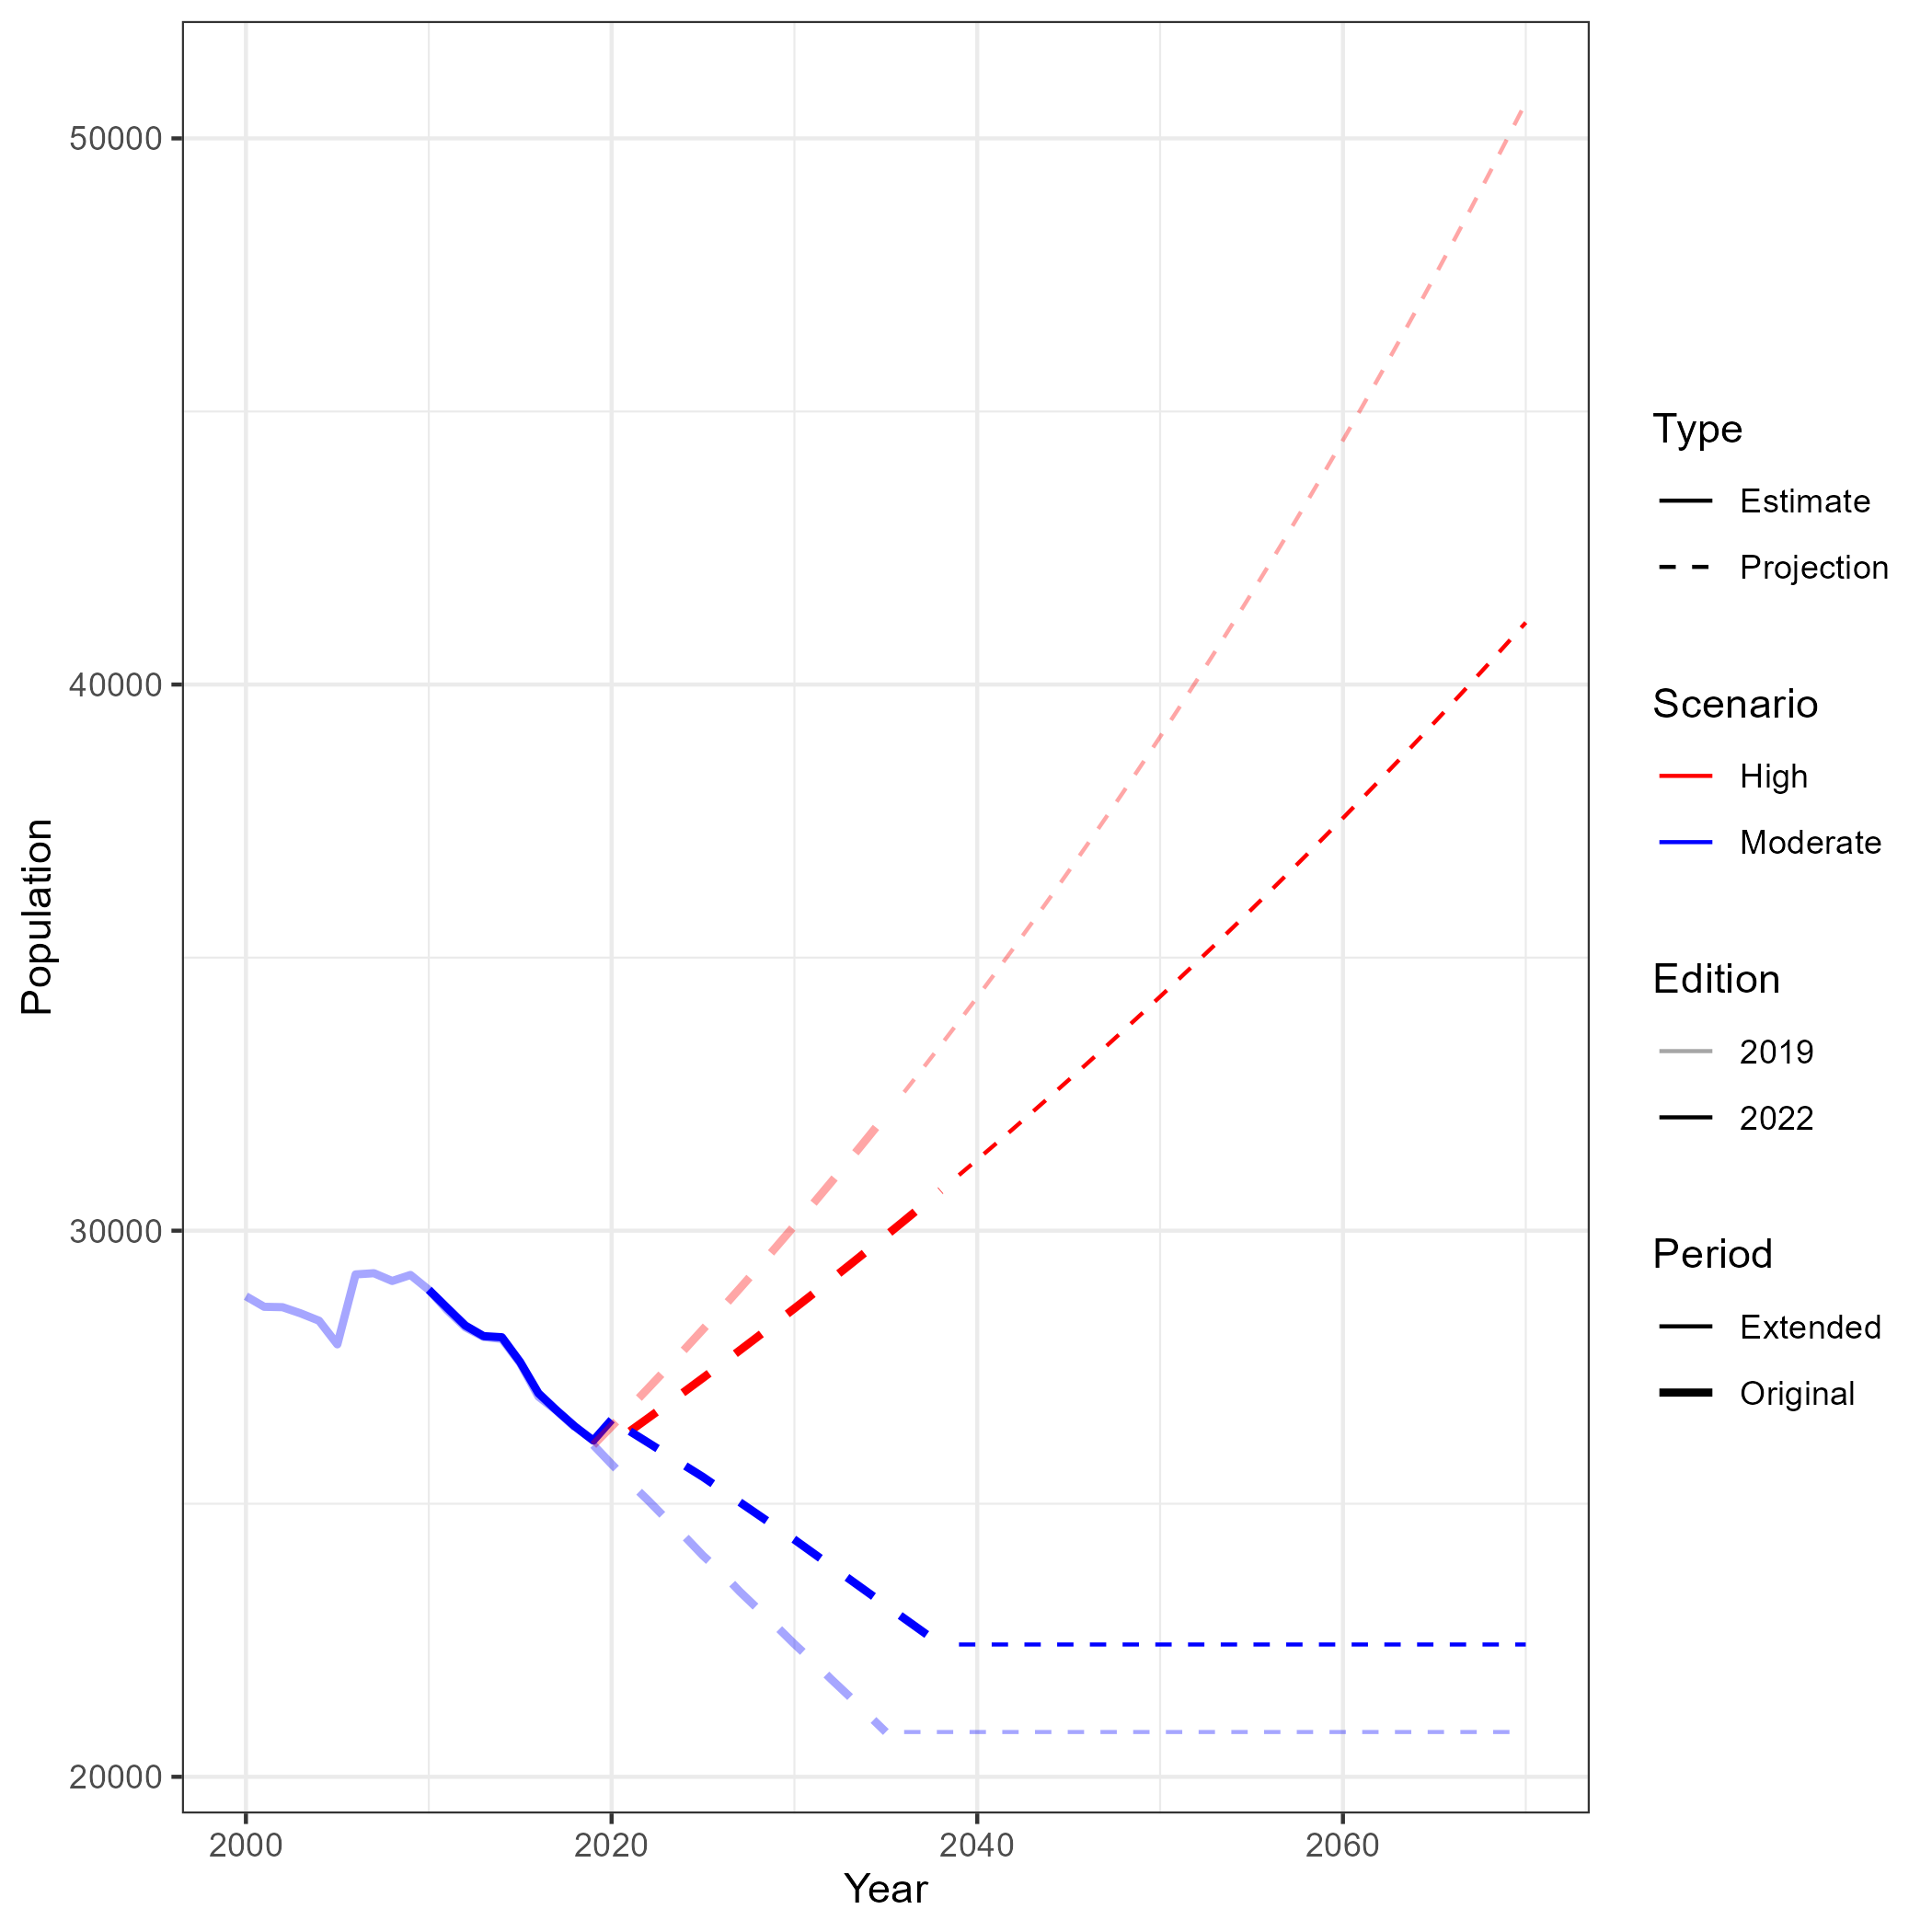 50000
40000
30000
20000
Population
2000
2020
2040
2060
Year
Type
Estimate
Projection
Scenario
High
Moderate
Edition
2019
2022
Period
Extended
Original